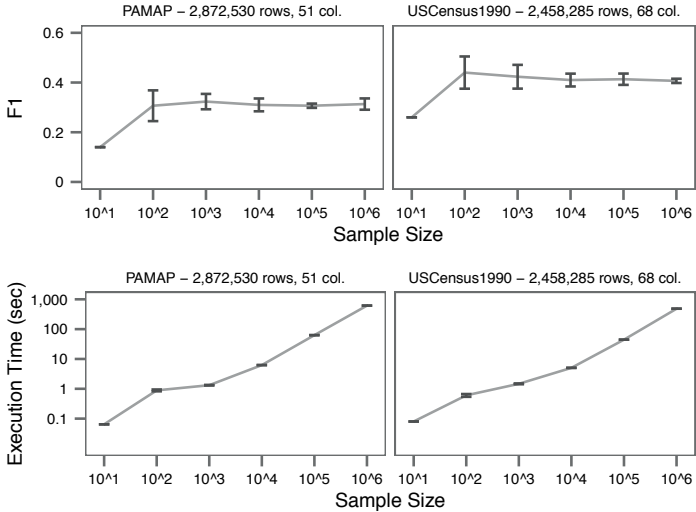 PAMAP − 2,872,530 rows, 51 col.
USCensus1990 − 2,458,285 rows, 68 col.
F1
0.6
0.4
0.2
0
10^1 10^2 10^3 10^4 10^5 10^6
10^1 10^2 10^3 10^4 10^5 10^6
Sample Size
PAMAP − 2,872,530 rows, 51 col.
USCensus1990 − 2,458,285 rows, 68 col.
Execution Time (sec)
1,000
100
10
1
0.1
10^1 10^2 10^3 10^4 10^5 10^6
10^1 10^2 10^3 10^4 10^5 10^6
Sample Size